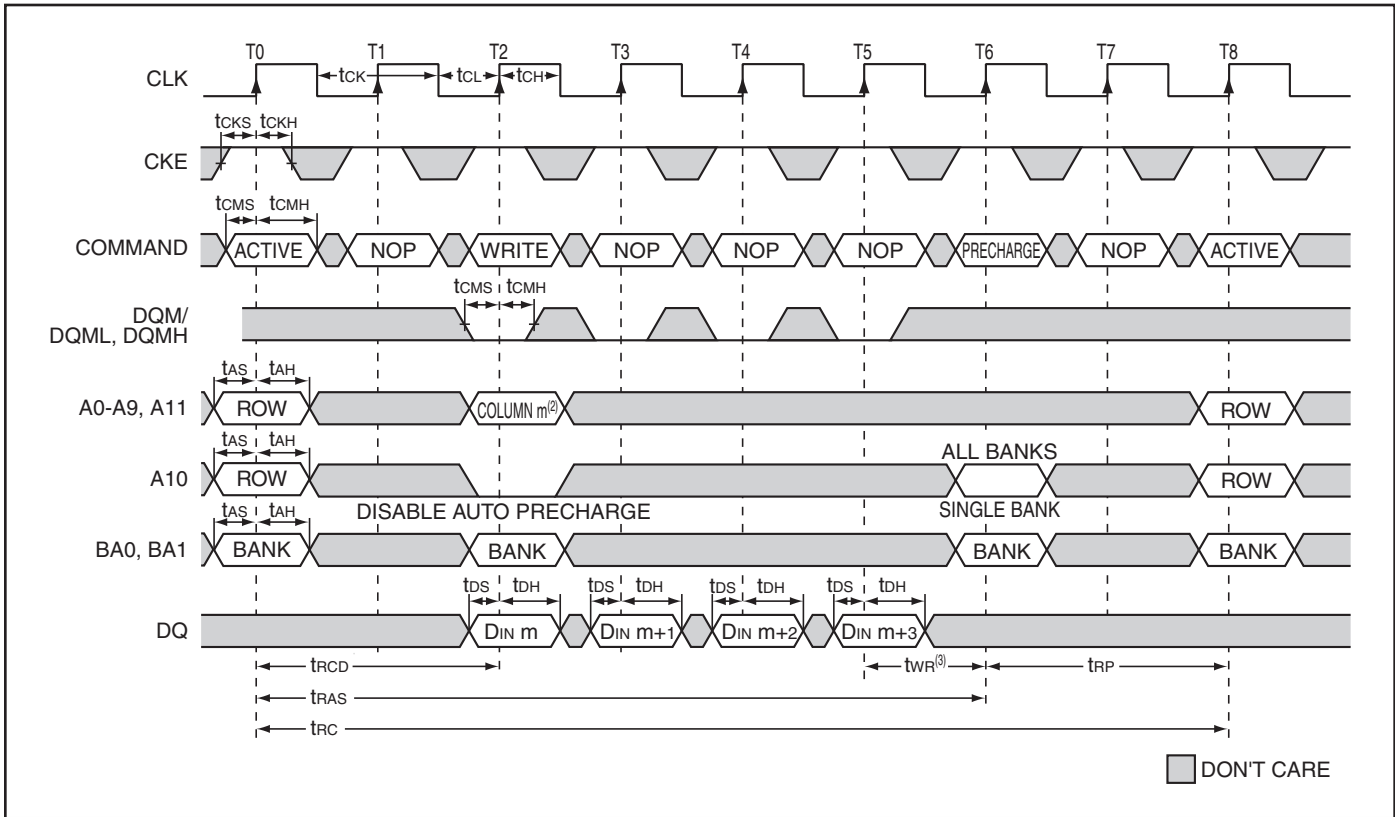 T0 T1 T2 T3 T4 T5 T6 T7 T8
CLK tCK tCL tCH
tCKS tCKH
CKE
tCMS tCMH
COMMAND ACTIVE NOP WRITE NOP NOP NOP PRECHARGE NOP ACTIVE
tCMS tCMH
DQM/
DQML, DQMH
tAS tAH
A0-A9, A11 ROW COLUMN m(2) ROW
tAS tAH ALL BANKS
A10 ROW ROW
tAS tAH DISABLE AUTO PRECHARGE SINGLE BANK
BA0, BA1 BANK BANK BANK BANK
tDS tDH tDS tDH tDS tDH tDS tDH
DQ DIN m DIN m+1 DIN m+2 DIN m+3
tRCD tWR(3) tRP
tRAS
tRC
DON'T CARE